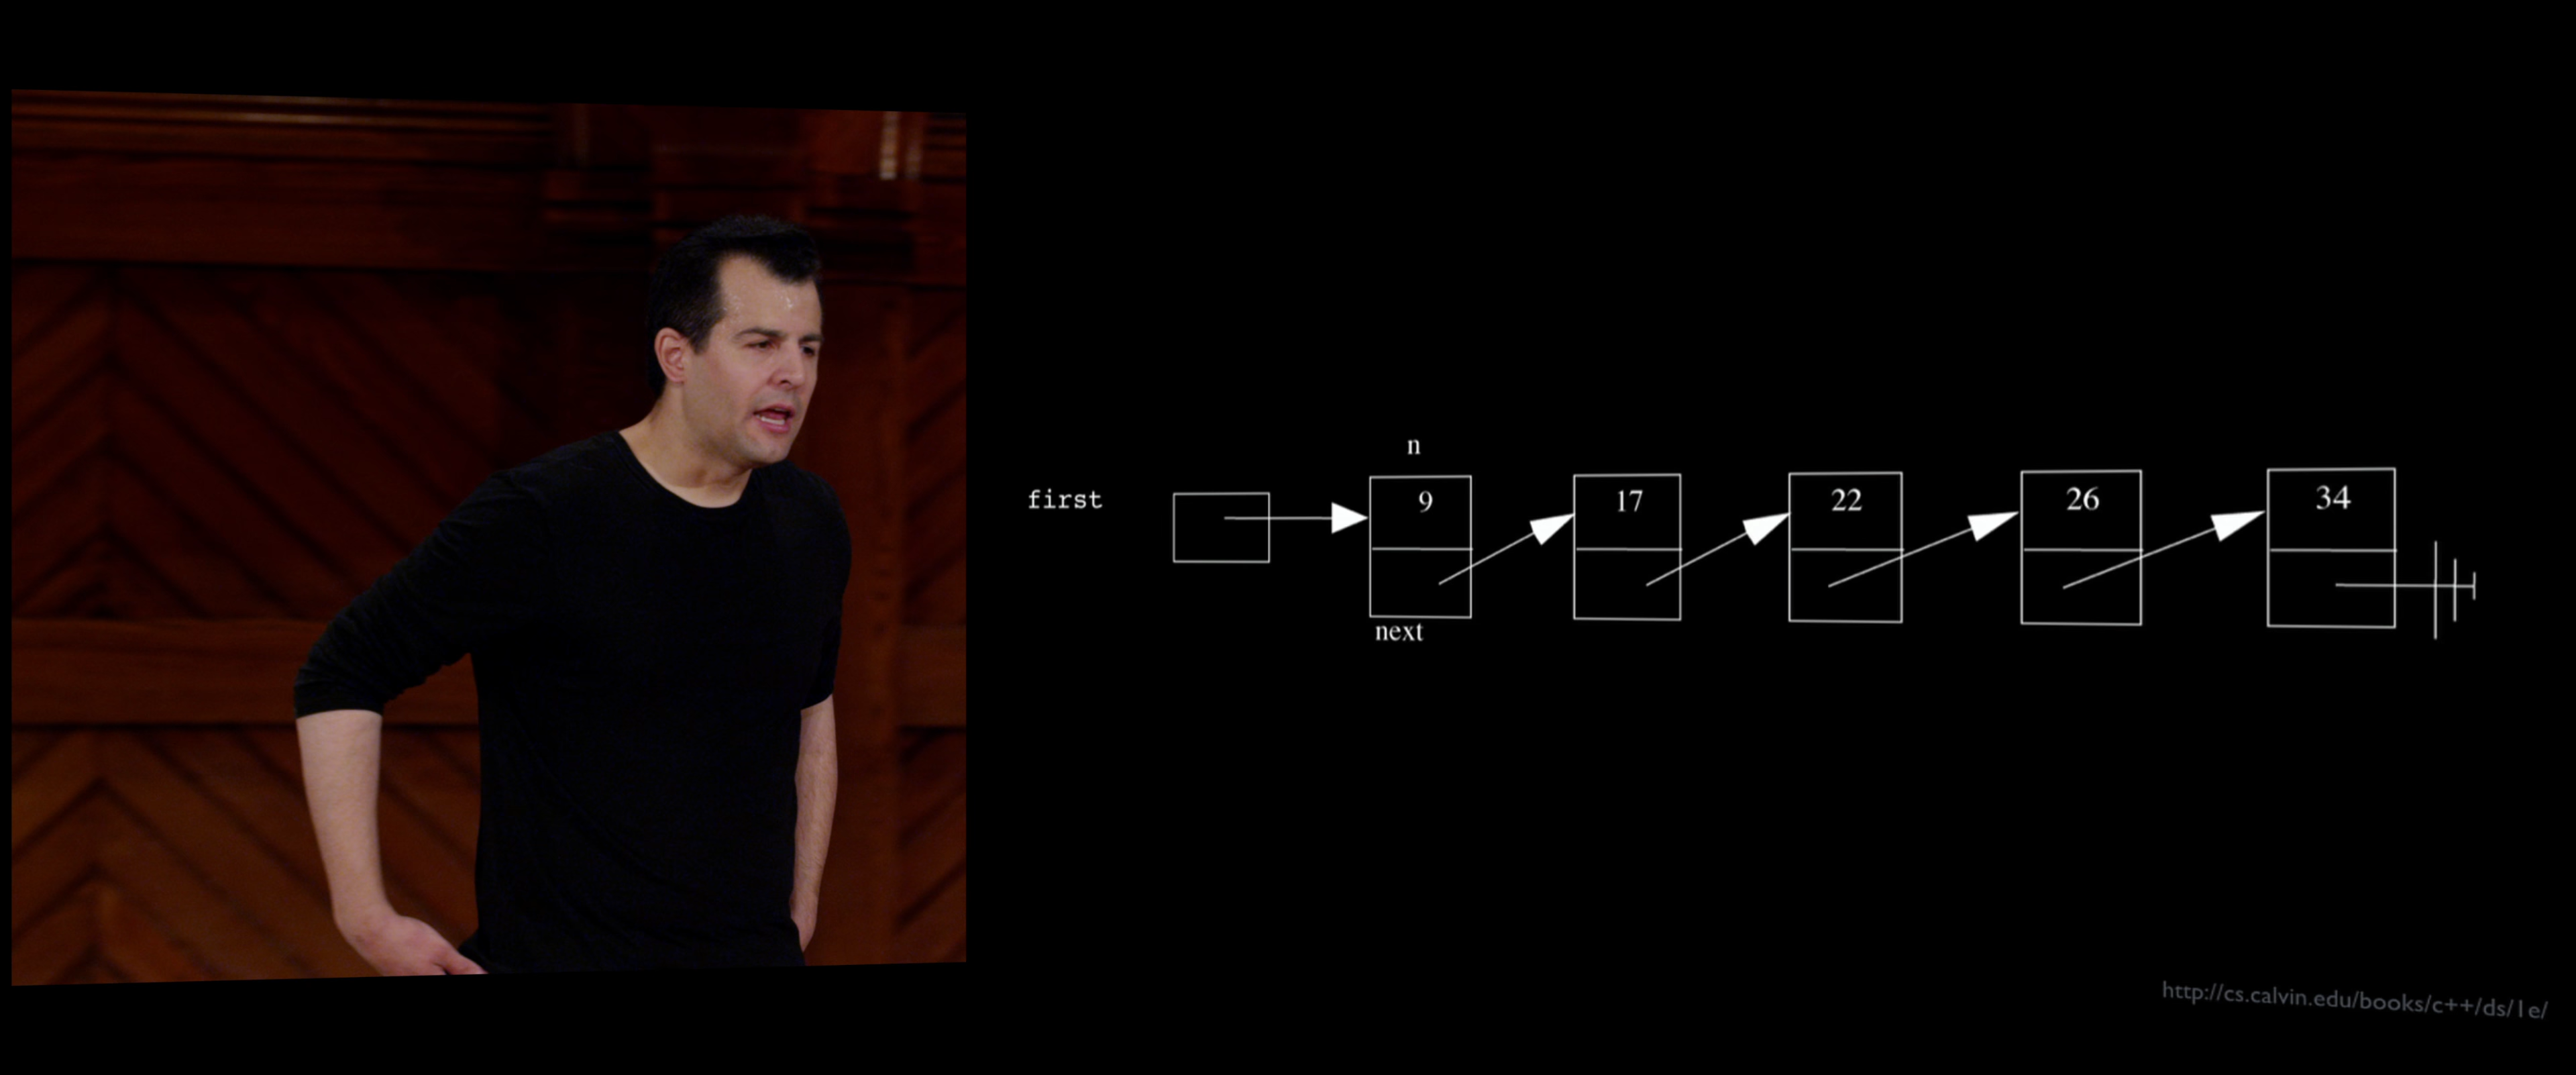 n
first
9 17 22 26 34
next
http://cs.calvin.edu/books/c++/ds/1e/